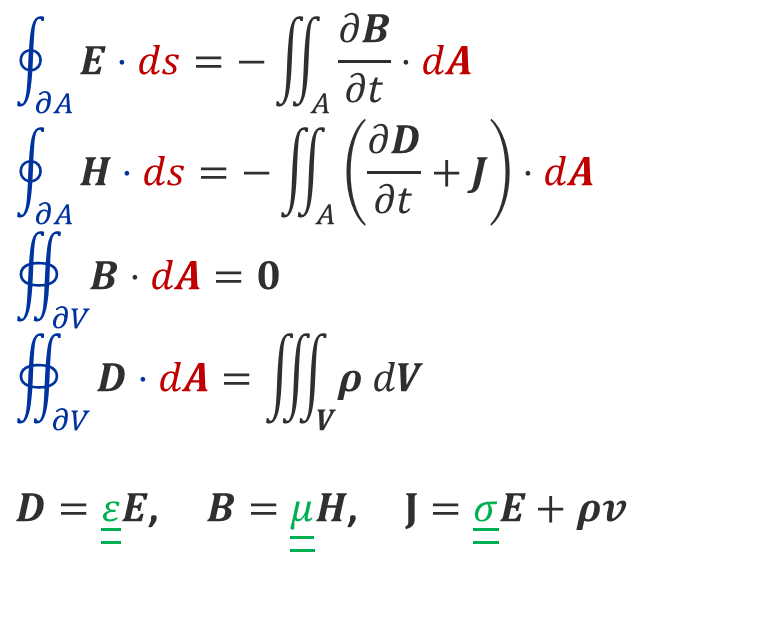 ∮_∂A E · ds = − ∬_A ∂B/∂t · dA
∮_∂A H · ds = − ∬_A (∂D/∂t + J) · dA
∯_∂V B · dA = 0
∯_∂V D · dA = ∭_V ρ dV
D = ε̳E, B = μ̳H, J = σ̳E + ρv